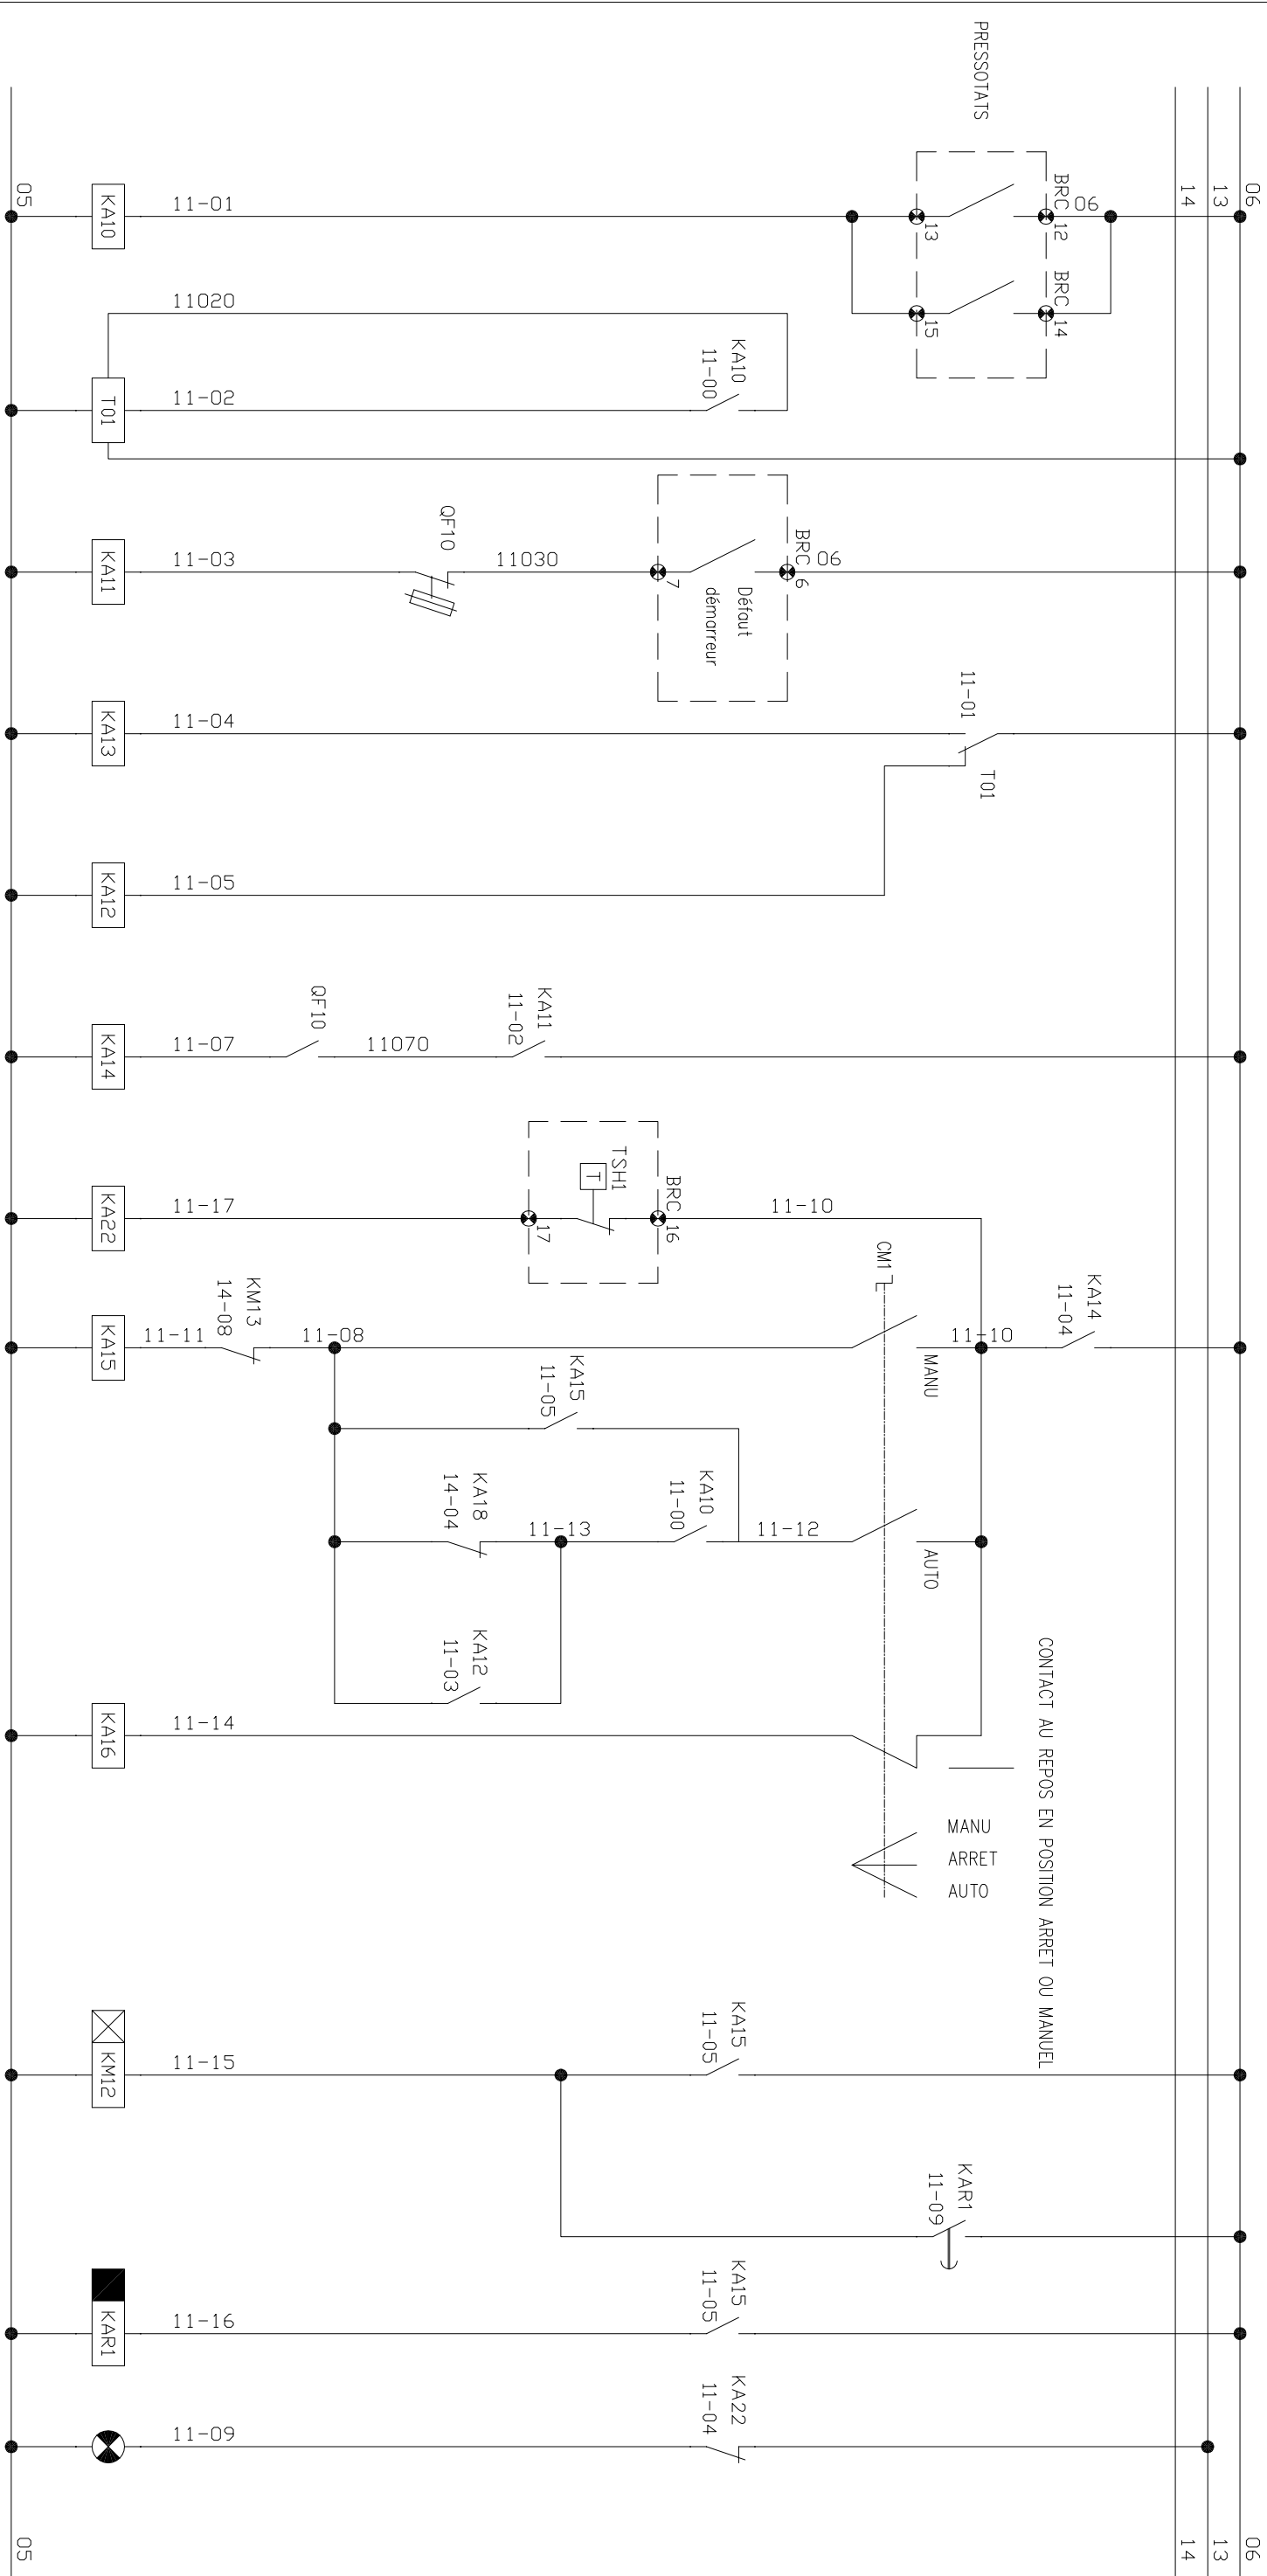 PRESSOTATS
06
13
14
05
BRC
12
06
13
BRC
14
15
11-01
KA10
11020
KA10
11-00
11-02
T01
BRC
6
06
Défaut
démarreur
7
11030
QF10
11-03
KA11
11-01
T01
11-04
KA13
11-05
KA12
KA11
11-02
11070
QF10
11-07
KA14
11-10
BRC
16
TSH1
T
17
11-17
KA22
KA14
11-04
11-10
CM1
MANU
11-08
KM13
14-08
11-11
KA15
KA15
11-05
AUTO
11-12
KA10
11-00
11-13
KA18
14-04
KA12
11-03
CONTACT AU REPOS EN POSITION ARRET OU MANUEL
11-14
KA16
MANU
ARRET
AUTO
KA15
11-05
11-15
KM12
KAR1
11-09
KA15
11-05
11-16
KAR1
KA22
11-04
11-09
06
13
14
05